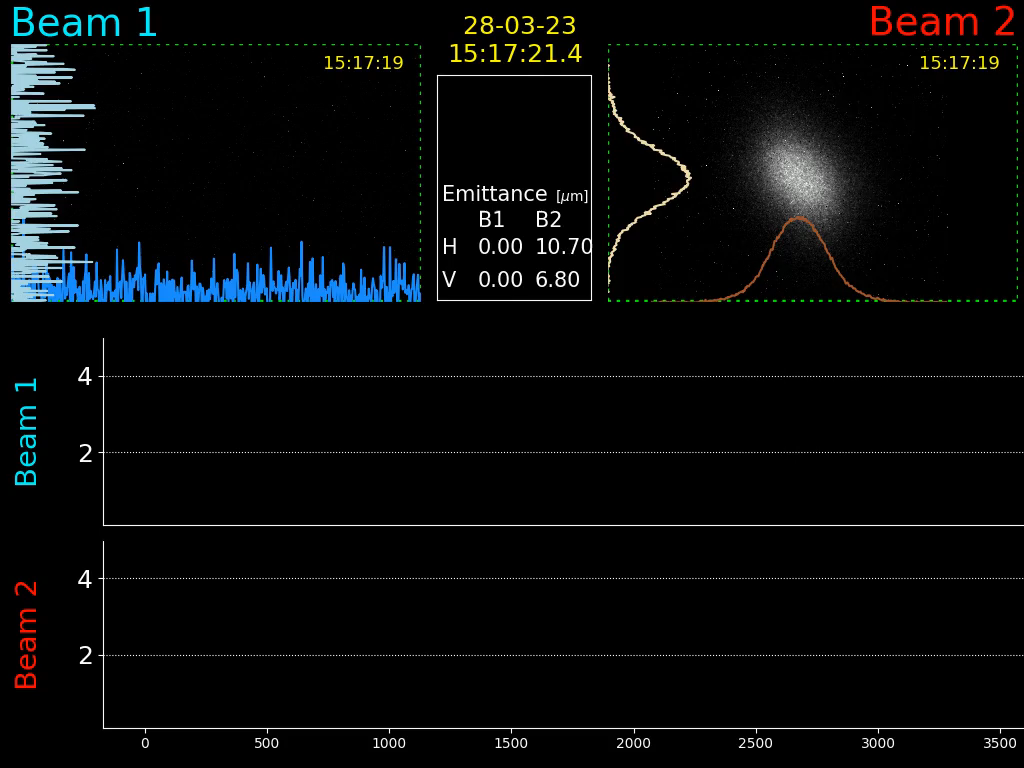 Beam 1
28-03-23
15:17:21.4
Beam 2
15:17:19
15:17:19
Emittance [μm]
B1 B2
H 0.00 10.70
V 0.00 6.80
Beam 1
4
2
Beam 2
4
2
0 500 1000 1500 2000 2500 3000 3500